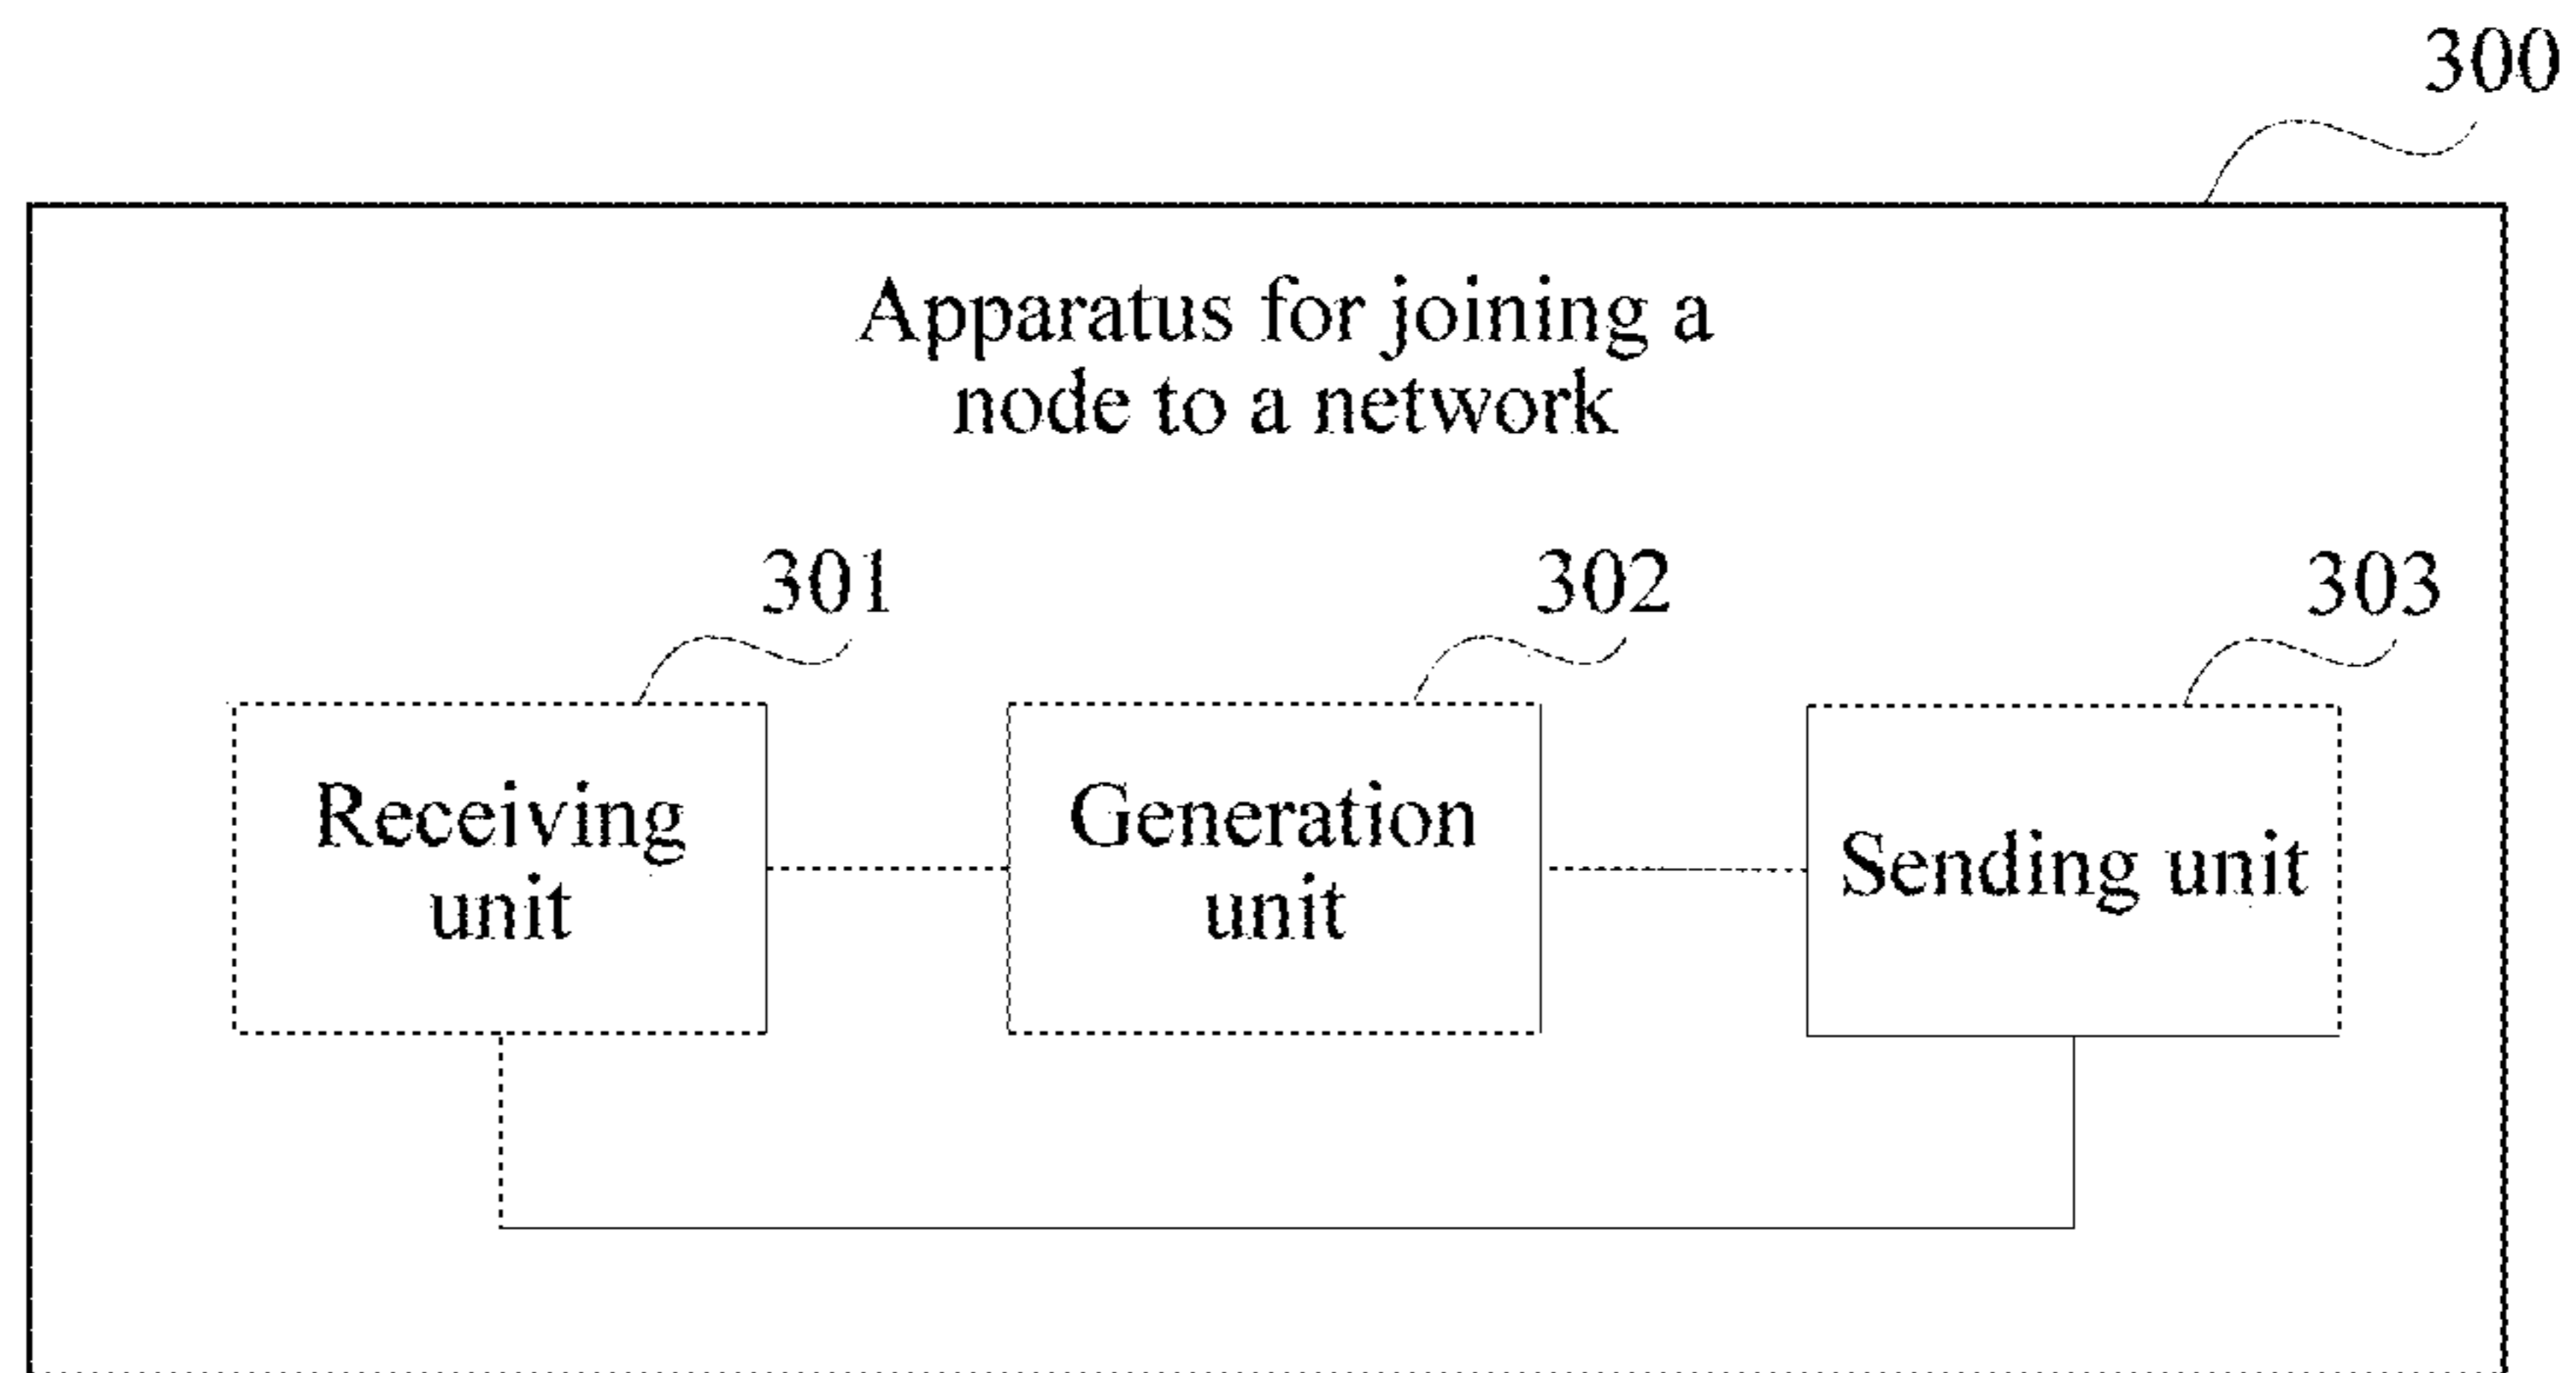 300
Apparatus for joining a
node to a network
301
302
303
Receiving
unit
Generation
unit
Sending unit